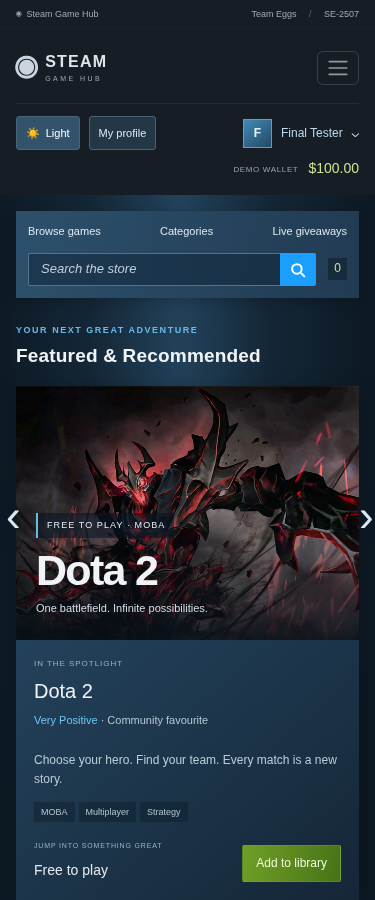 Steam Game Hub
Team Eggs / SE-2507
STEAM
GAME HUB
Light
My profile
F
Final Tester
DEMO WALLET $100.00
Browse games
Categories
Live giveaways
Search the store
0
YOUR NEXT GREAT ADVENTURE
Featured & Recommended
FREE TO PLAY · MOBA
Dota 2
One battlefield. Infinite possibilities.
IN THE SPOTLIGHT
Dota 2
Very Positive · Community favourite
Choose your hero. Find your team. Every match is a new
story.
MOBA
Multiplayer
Strategy
JUMP INTO SOMETHING GREAT
Free to play
Add to library